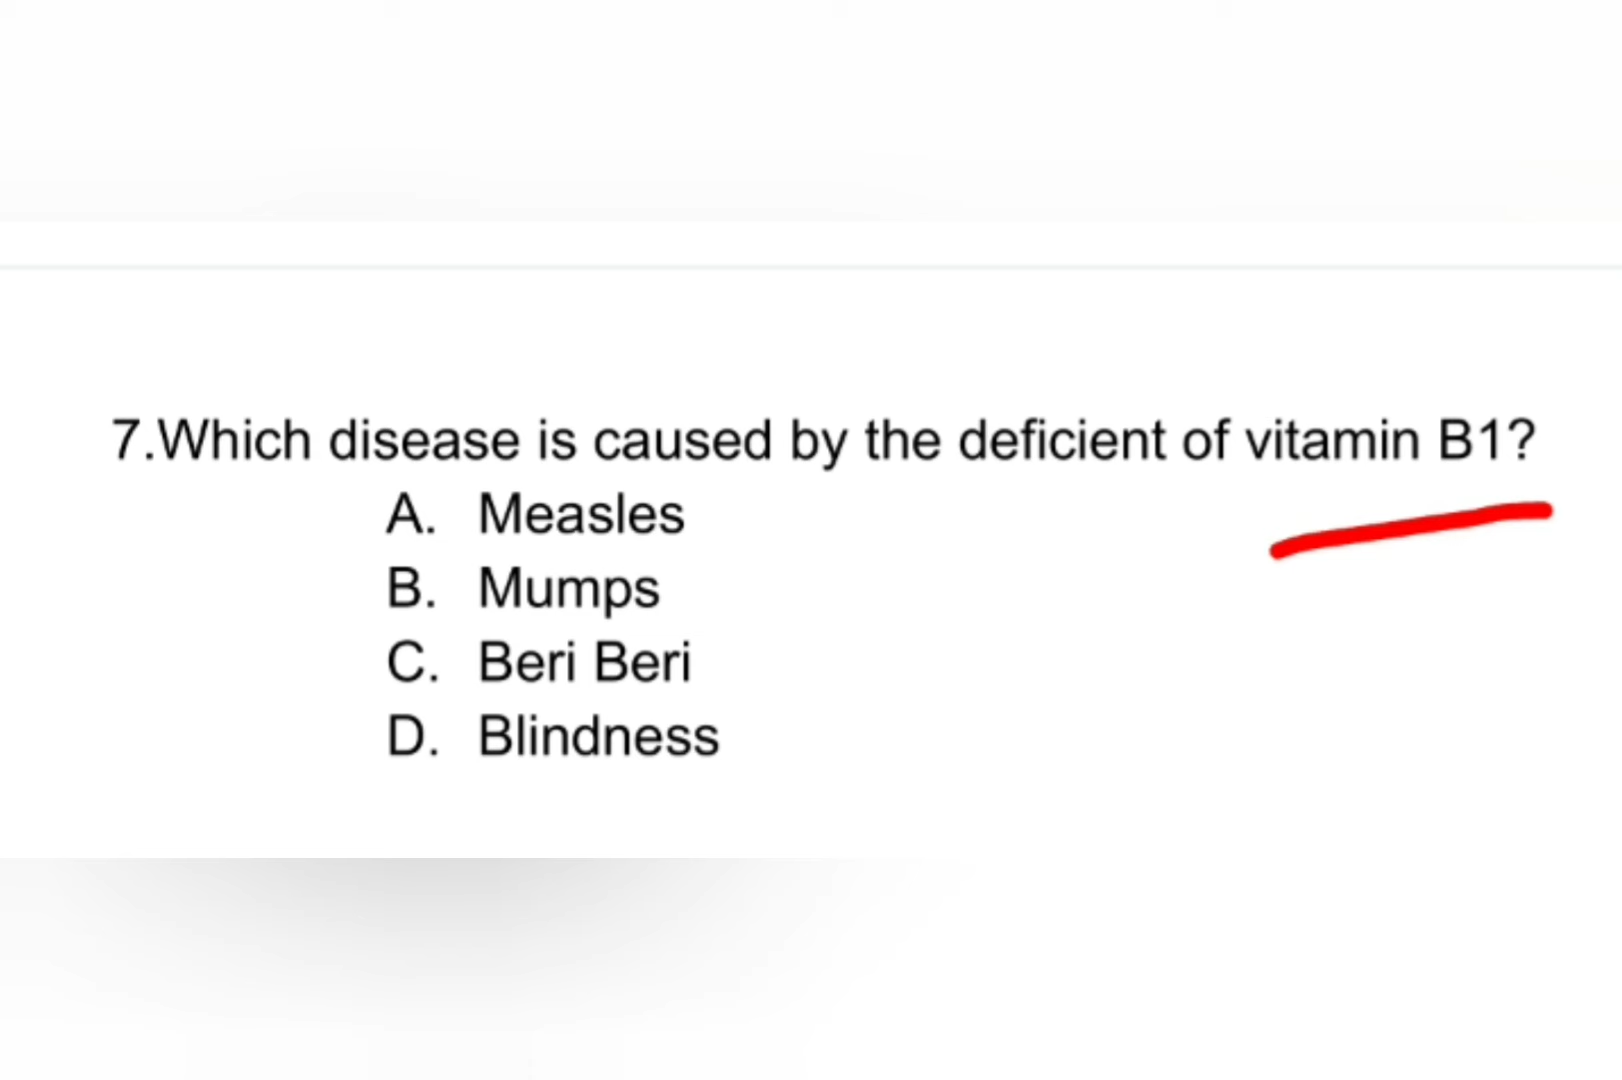 7.Which disease is caused by the deficient of vitamin B1?
A. Measles
B. Mumps
C. Beri Beri
D. Blindness